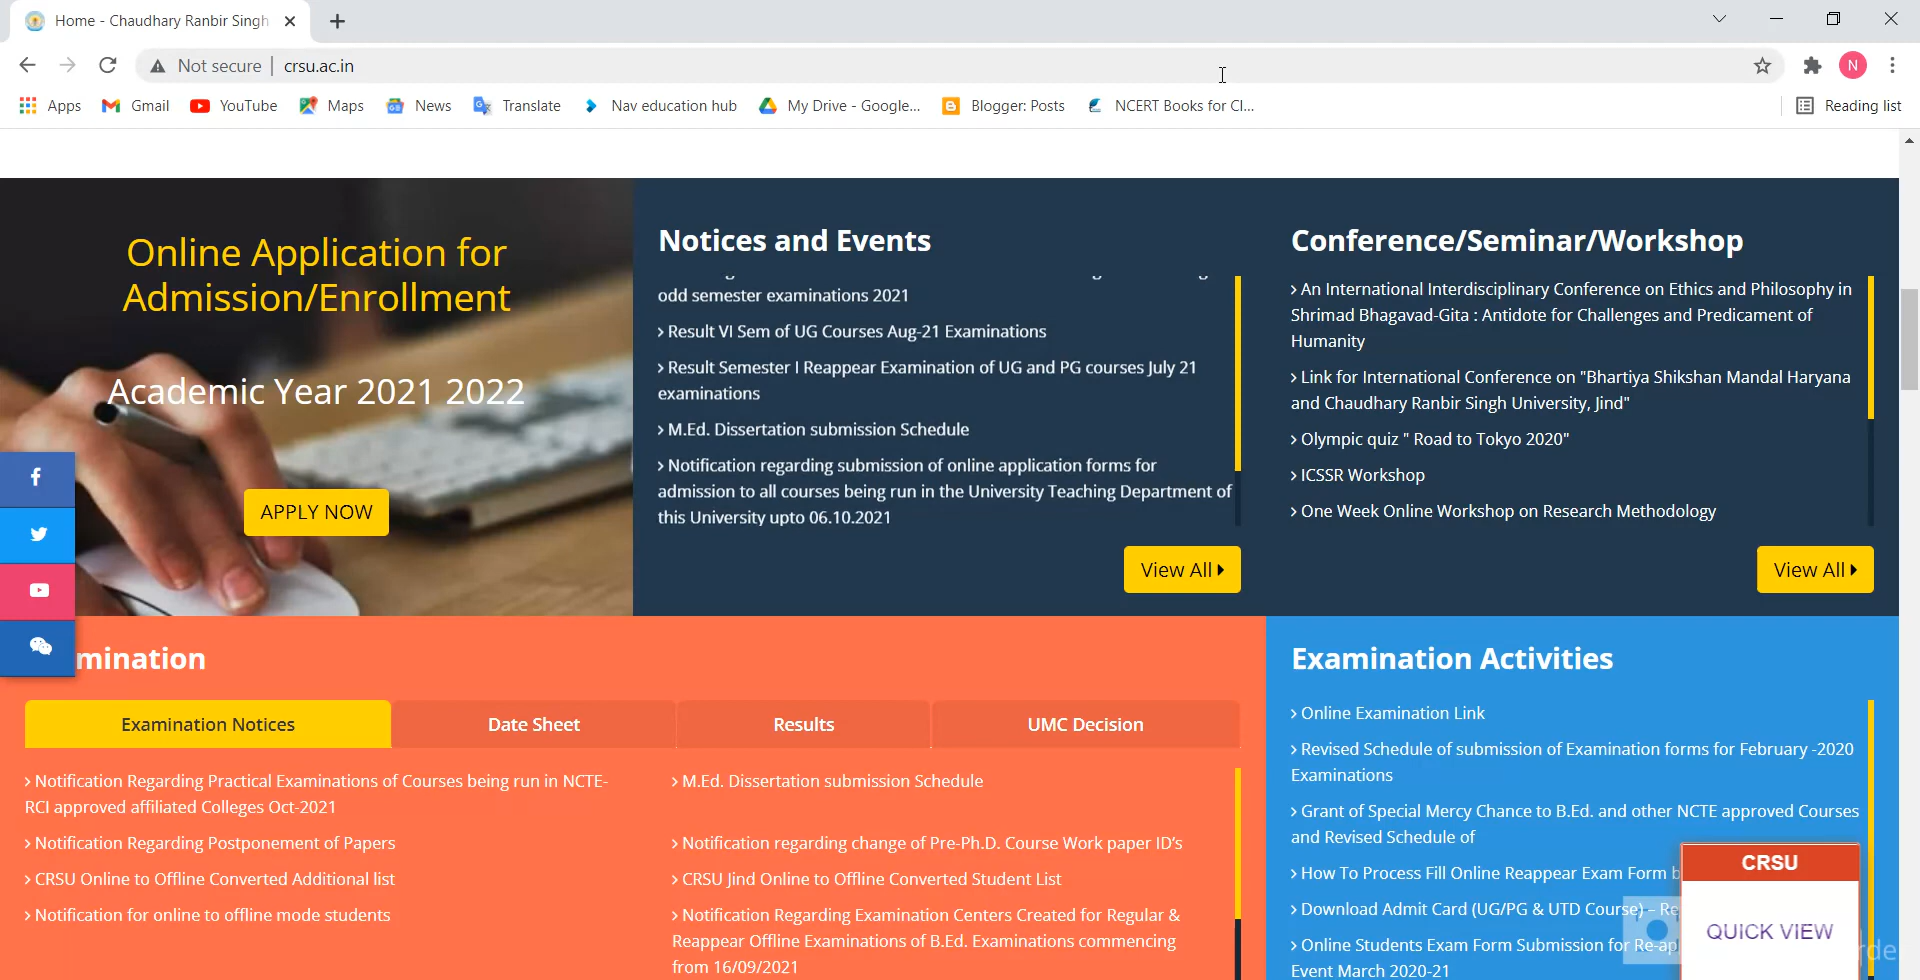 Home - Chaudhary Ranbir Singh
Not secure
crsu.ac.in
N
Apps
Gmail
YouTube
Maps
News
Translate
Nav education hub
My Drive - Google...
Blogger: Posts
NCERT Books for Cl...
Reading list
Online Application for
Admission/Enrollment
Academic Year 2021 2022
APPLY NOW
Notices and Events
odd semester examinations 2021
› Result VI Sem of UG Courses Aug-21 Examinations
› Result Semester I Reappear Examination of UG and PG courses July 21
examinations
› M.Ed. Dissertation submission Schedule
› Notification regarding submission of online application forms for
admission to all courses being run in the University Teaching Department of
this University upto 06.10.2021
View All
Conference/Seminar/Workshop
› An International Interdisciplinary Conference on Ethics and Philosophy in
Shrimad Bhagavad-Gita : Antidote for Challenges and Predicament of
Humanity
› Link for International Conference on "Bhartiya Shikshan Mandal Haryana
and Chaudhary Ranbir Singh University, Jind"
› Olympic quiz " Road to Tokyo 2020"
› ICSSR Workshop
› One Week Online Workshop on Research Methodology
View All
mination
Examination Notices
Date Sheet
Results
UMC Decision
› Notification Regarding Practical Examinations of Courses being run in NCTE-
RCI approved affiliated Colleges Oct-2021
› Notification Regarding Postponement of Papers
› CRSU Online to Offline Converted Additional list
› Notification for online to offline mode students
› M.Ed. Dissertation submission Schedule
› Notification regarding change of Pre-Ph.D. Course Work paper ID's
› CRSU Jind Online to Offline Converted Student List
› Notification Regarding Examination Centers Created for Regular &
Reappear Offline Examinations of B.Ed. Examinations commencing
from 16/09/2021
Examination Activities
› Online Examination Link
› Revised Schedule of submission of Examination forms for February -2020
Examinations
› Grant of Special Mercy Chance to B.Ed. and other NCTE approved Courses
and Revised Schedule of
› How To Process Fill Online Reappear Exam Form b
› Download Admit Card (UG/PG & UTD Course) – Re
› Online Students Exam Form Submission for Re-ap
Event March 2020-21
CRSU
QUICK VIEW